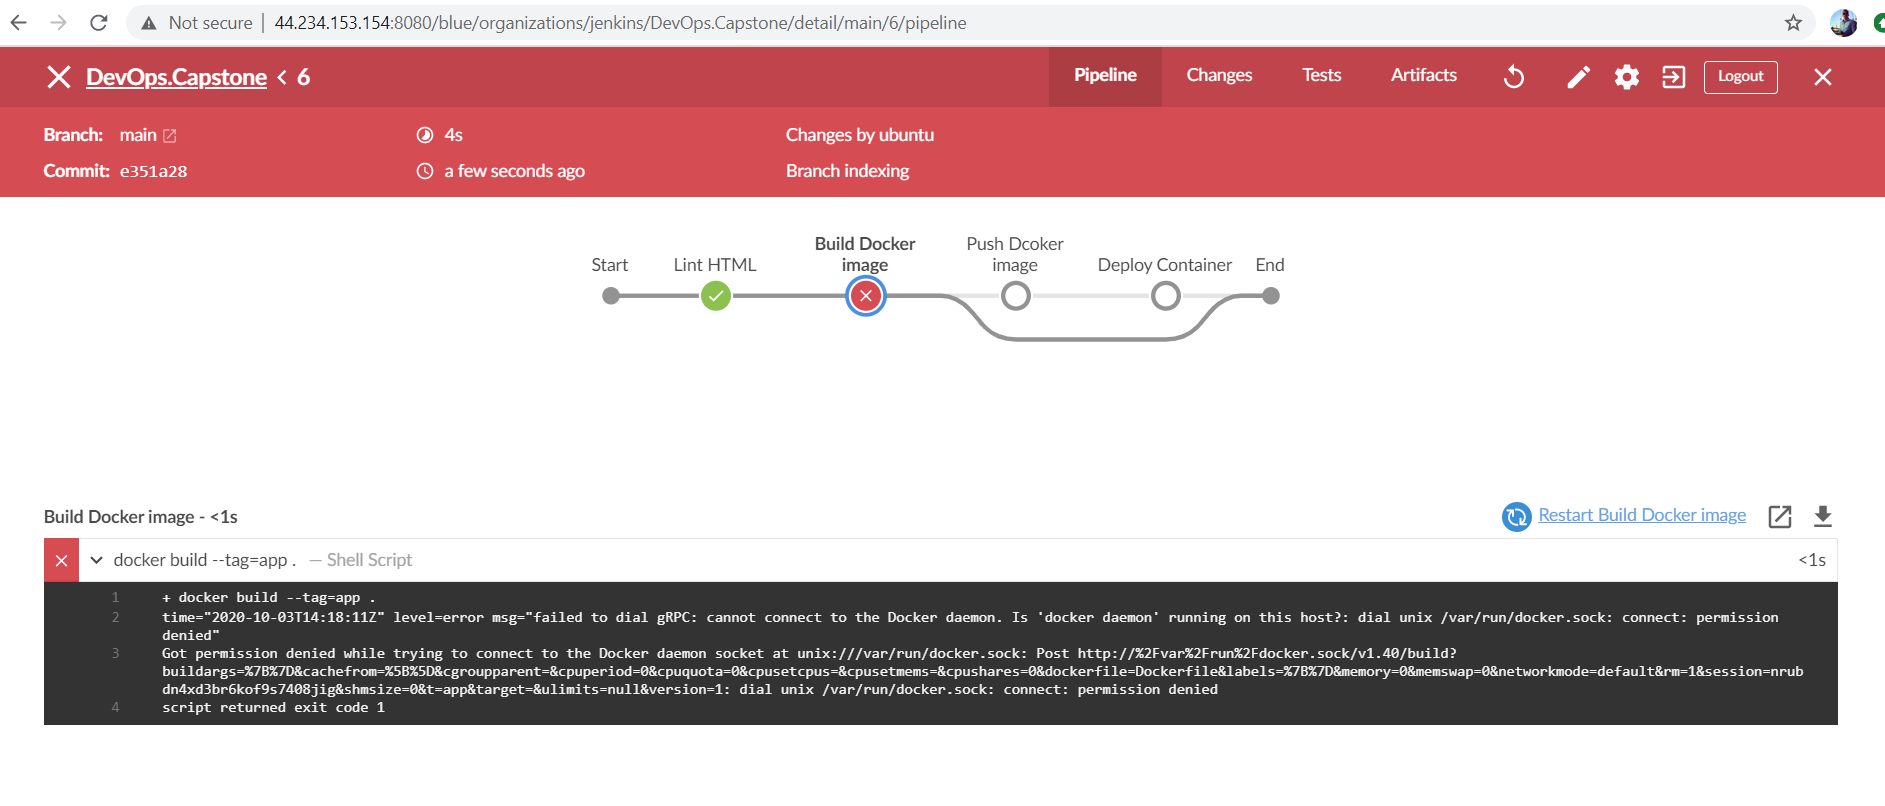 Not secure | 44.234.153.154:8080/blue/organizations/jenkins/DevOps.Capstone/detail/main/6/pipeline
DevOps.Capstone < 6
Pipeline
Changes
Tests
Artifacts
Logout
Branch: main
4s
Changes by ubuntu
Commit: e351a28
a few seconds ago
Branch indexing
Start
Lint HTML
Build Docker
image
Push Dcoker
image
Deploy Container
End
Build Docker image - <1s
Restart Build Docker image
docker build --tag=app . — Shell Script
<1s
1 + docker build --tag=app .
2 time="2020-10-03T14:18:11Z" level=error msg="failed to dial gRPC: cannot connect to the Docker daemon. Is 'docker daemon' running on this host?: dial unix /var/run/docker.sock: connect: permission
denied"
3 Got permission denied while trying to connect to the Docker daemon socket at unix:///var/run/docker.sock: Post http://%2Fvar%2Frun%2Fdocker.sock/v1.40/build?
buildargs=%7B%7D&cachefrom=%5B%5D&cgroupparent=&cpuperiod=0&cpuquota=0&cpusetcpus=&cpusetmems=&cpushares=0&dockerfile=Dockerfile&labels=%7B%7D&memory=0&memswap=0&networkmode=default&rm=1&session=nrub
dn4xd3br6kof9s7408jig&shmsize=0&t=app&target=&ulimits=null&version=1: dial unix /var/run/docker.sock: connect: permission denied
4 script returned exit code 1